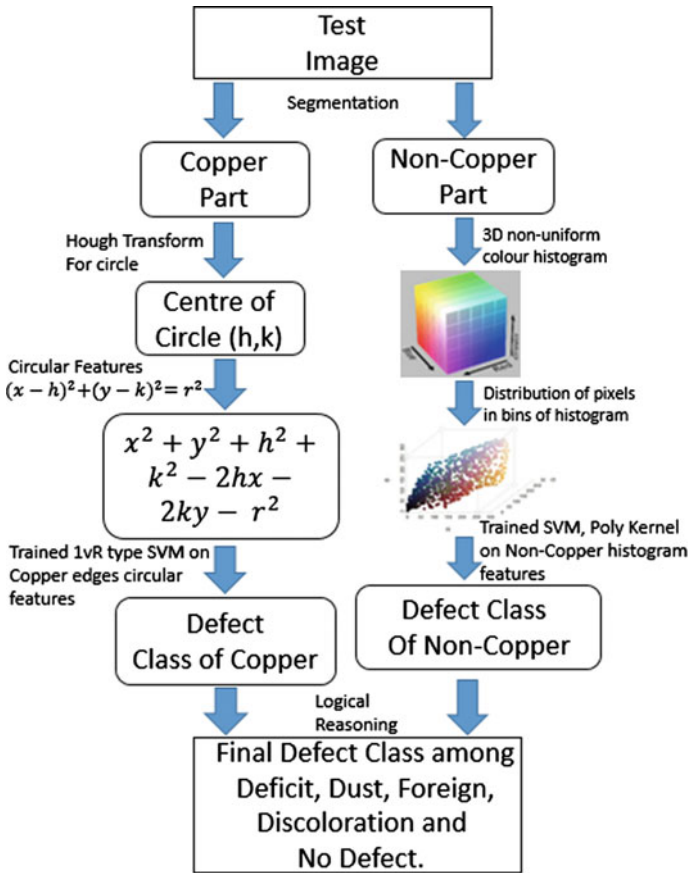 Test
Image
Segmentation
Copper
Part
Non-Copper
Part
Hough Transform
For circle
3D non-uniform
colour histogram
Centre of
Circle (h,k)
Circular Features
(x − h)²+(y − k)²= r²
Distribution of pixels
in bins of histogram
x² + y² + h² +
k² − 2hx −
2ky − r²
Trained 1vR type SVM on
Copper edges circular
features
Trained SVM, Poly Kernel
on Non-Copper histogram
features
Defect
Class of Copper
Defect Class
Of Non-Copper
Logical
Reasoning
Final Defect Class among
Deficit, Dust, Foreign,
Discoloration and
No Defect.